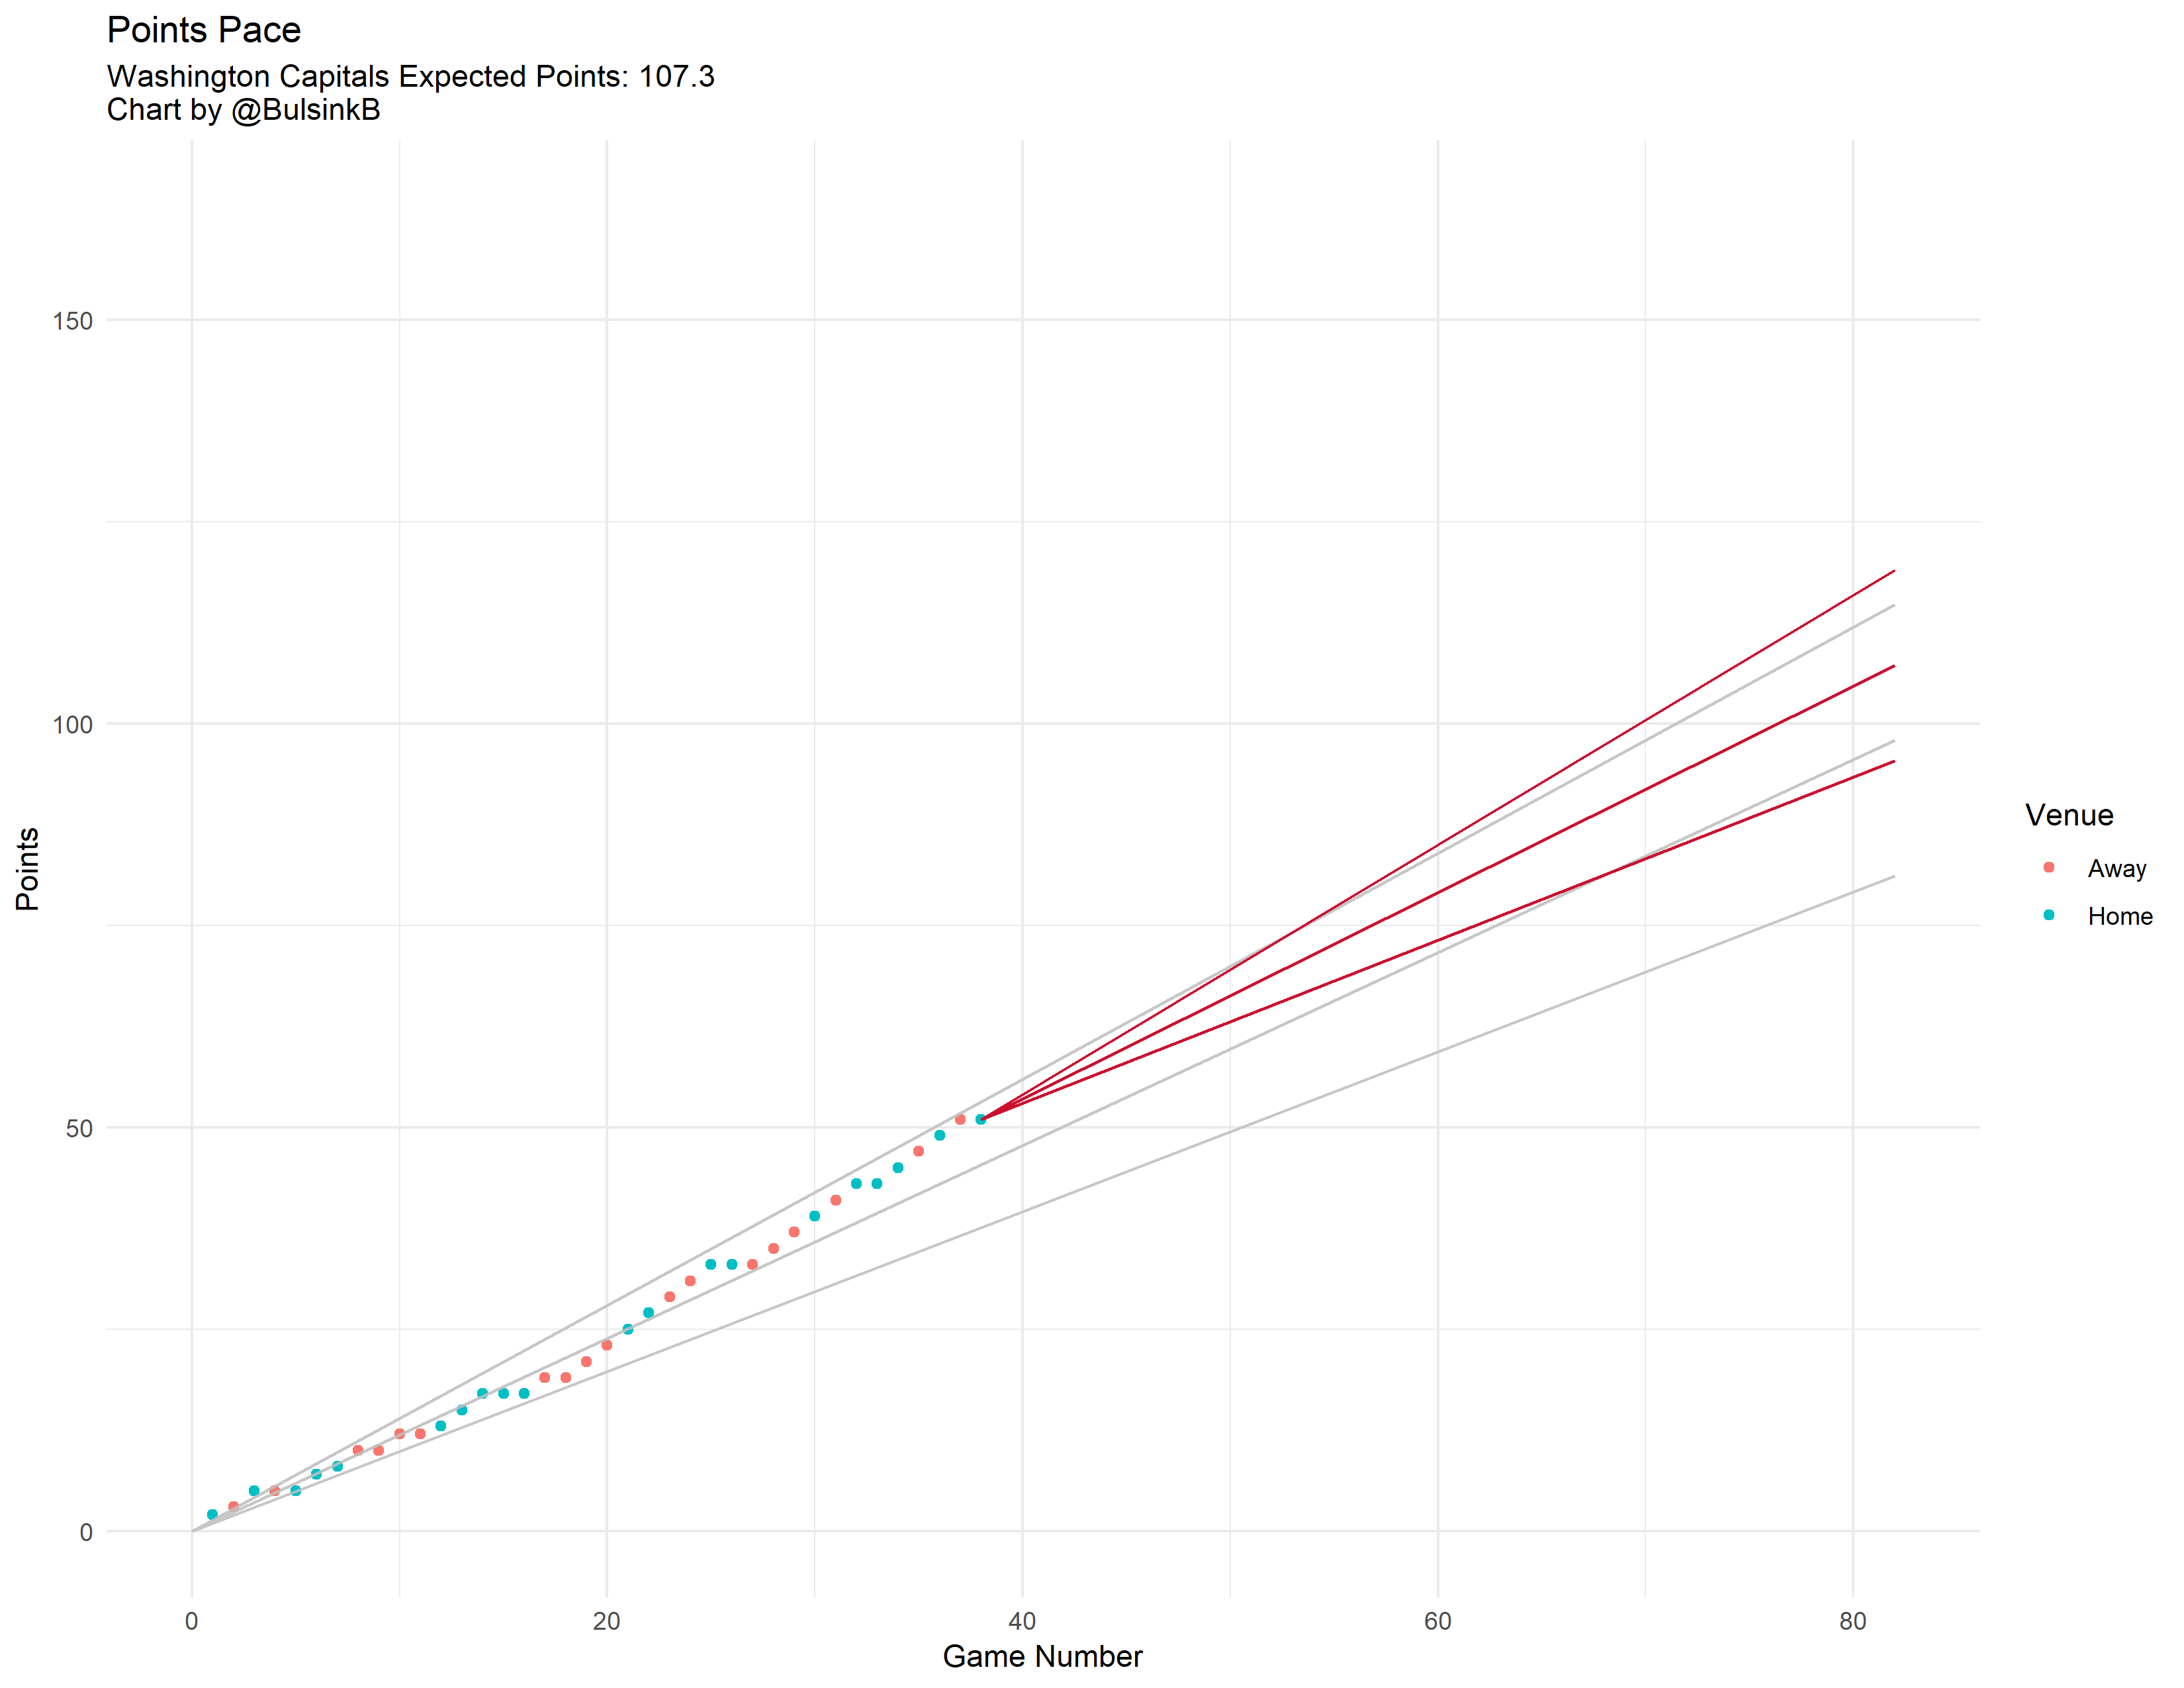 Points Pace
Washington Capitals Expected Points: 107.3
Chart by @BulsinkB
150
100
50
0
Points
0 20 40 60 80
Game Number
Venue
Away
Home